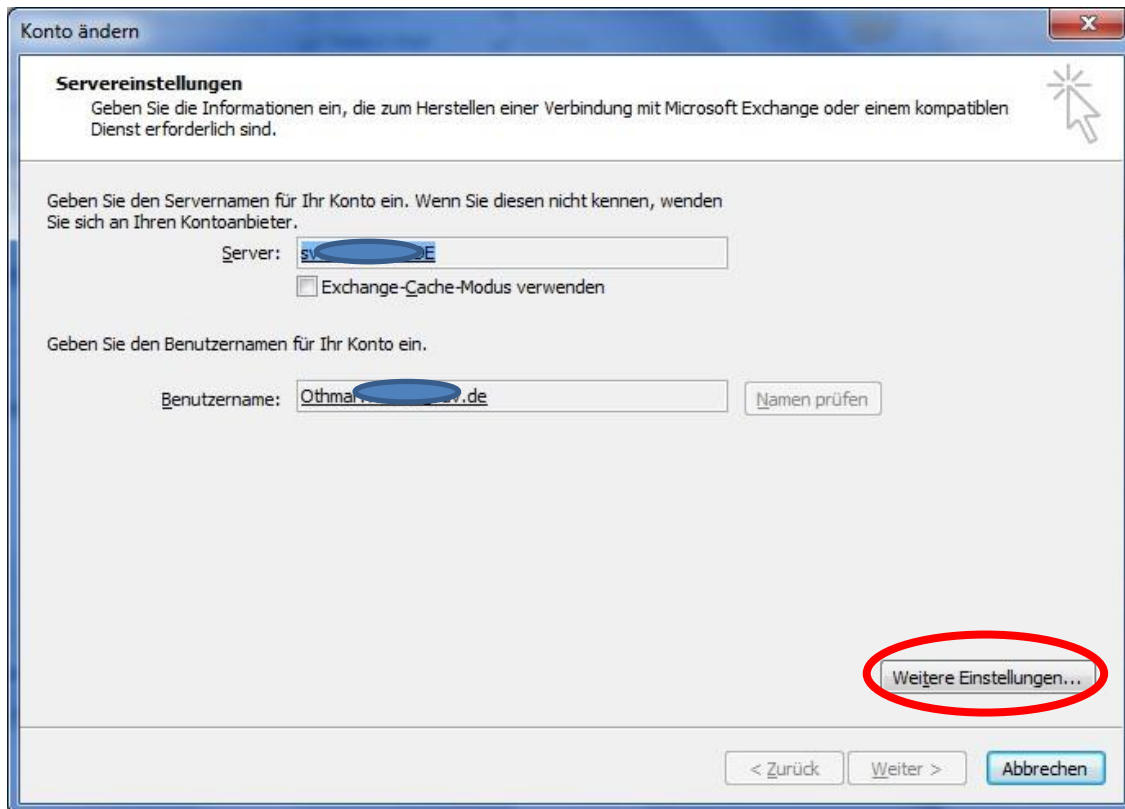 Konto ändern
Servereinstellungen
Geben Sie die Informationen ein, die zum Herstellen einer Verbindung mit Microsoft Exchange oder einem kompatiblen
Dienst erforderlich sind.
Geben Sie den Servernamen für Ihr Konto ein. Wenn Sie diesen nicht kennen, wenden
Sie sich an Ihren Kontoanbieter.
Server:
Exchange-Cache-Modus verwenden
Geben Sie den Benutzernamen für Ihr Konto ein.
Benutzername: Othmar .de Namen prüfen
Weitere Einstellungen...
< Zurück Weiter > Abbrechen